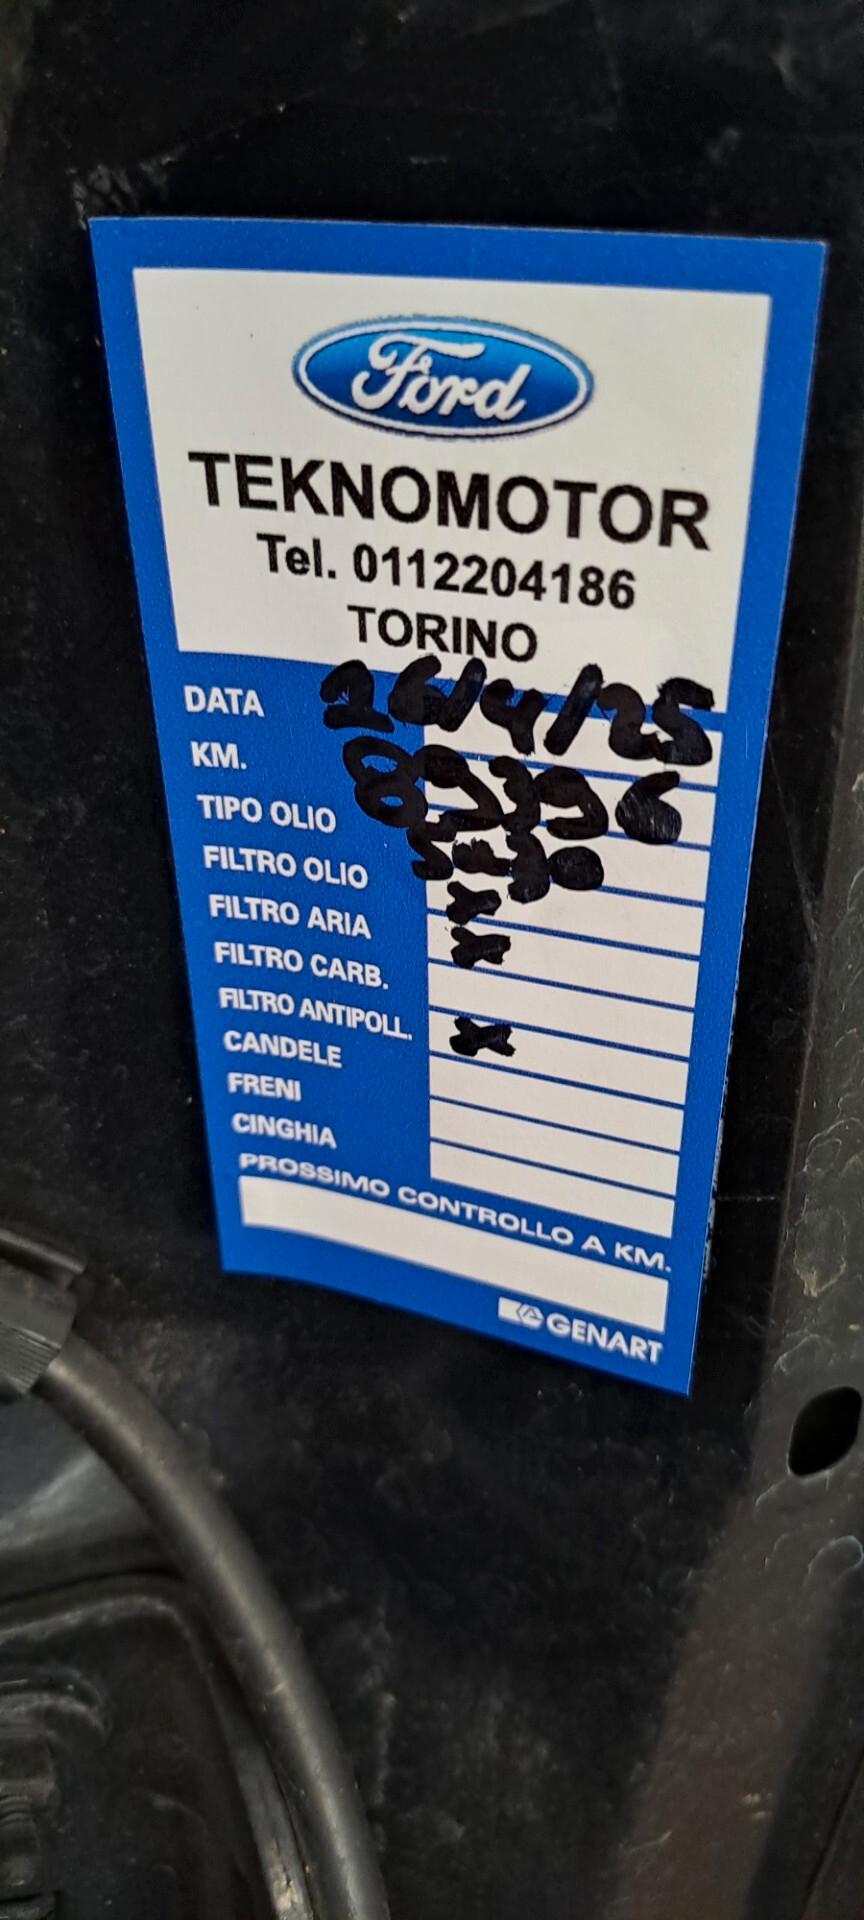 Ford
TEKNOMOTOR
Tel. 0112204186
TORINO
DATA 26/4/25
KM.
TIPO OLIO
FILTRO OLIO X
FILTRO ARIA X
FILTRO CARB.
FILTRO ANTIPOLL. X
CANDELE
FRENI
CINGHIA
PROSSIMO CONTROLLO A KM.
GENART